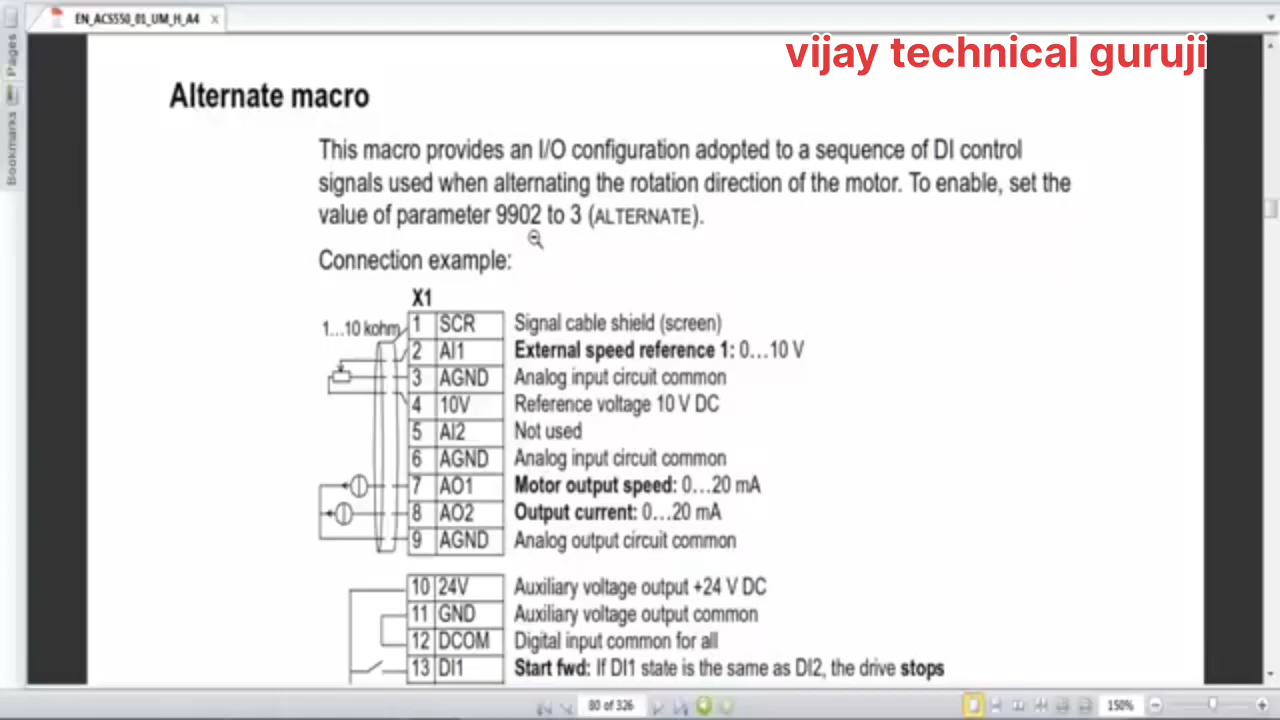 EN_ACS550_01_UM_H_A4 x
vijay technical guruji
Pages
Bookmarks
Alternate macro
This macro provides an I/O configuration adopted to a sequence of DI control
signals used when alternating the rotation direction of the motor. To enable, set the
value of parameter 9902 to 3 (ALTERNATE).
Connection example:
X1
1…10 kohm
1 SCR Signal cable shield (screen)
2 AI1 External speed reference 1: 0…10 V
3 AGND Analog input circuit common
4 10V Reference voltage 10 V DC
5 AI2 Not used
6 AGND Analog input circuit common
7 AO1 Motor output speed: 0…20 mA
8 AO2 Output current: 0…20 mA
9 AGND Analog output circuit common
10 24V Auxiliary voltage output +24 V DC
11 GND Auxiliary voltage output common
12 DCOM Digital input common for all
13 DI1 Start fwd: If DI1 state is the same as DI2, the drive stops
80 of 326
150%